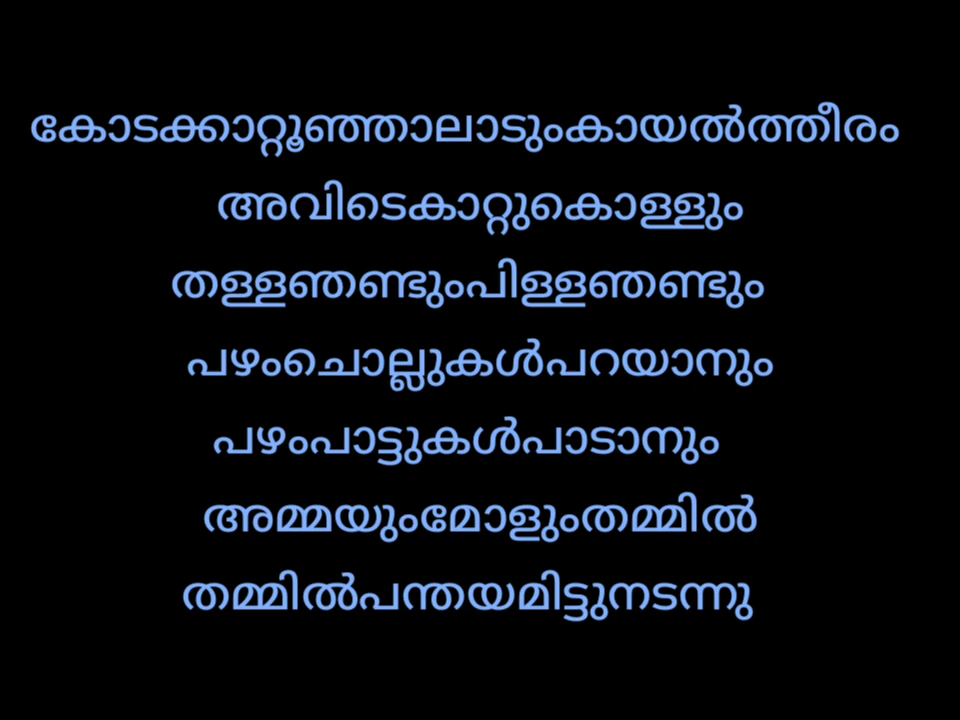 കോടക്കാറ്റൂഞ്ഞാലാടുംകായൽത്തീരം
അവിടെകാറ്റുകൊള്ളും
തള്ളഞണ്ടുംപിള്ളഞണ്ടും
പഴംചൊല്ലുകൾപറയാനും
പഴംപാട്ടുകൾപാടാനും
അമ്മയുംമോളുംതമ്മിൽ
തമ്മിൽപന്തയമിട്ടുനടന്നു